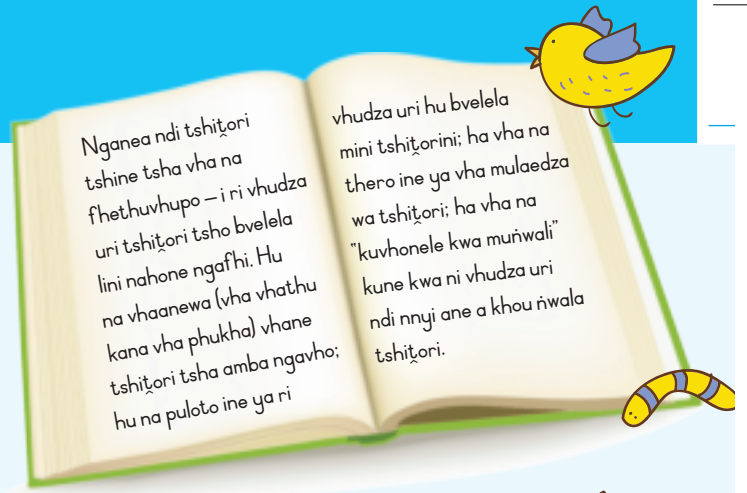 Nganea ndi tshiṱori
tshine tsha vha na
fhethuvhupo – i ri vhudza
uri tshiṱori tsho bvelela
lini nahone ngafhi. Hu
na vhaanewa (vha vhathu
kana vha phukha) vhane
tshiṱori tsha amba ngavho;
hu na puloto ine ya ri
vhudza uri hu bvelela
mini tshiṱorini; ha vha na
thero ine ya vha mulaedza
wa tshiṱori; ha vha na
"kuvhonele kwa muṅwali"
kune kwa ni vhudza uri
ndi nnyi ane a khou ṅwala
tshiṱori.